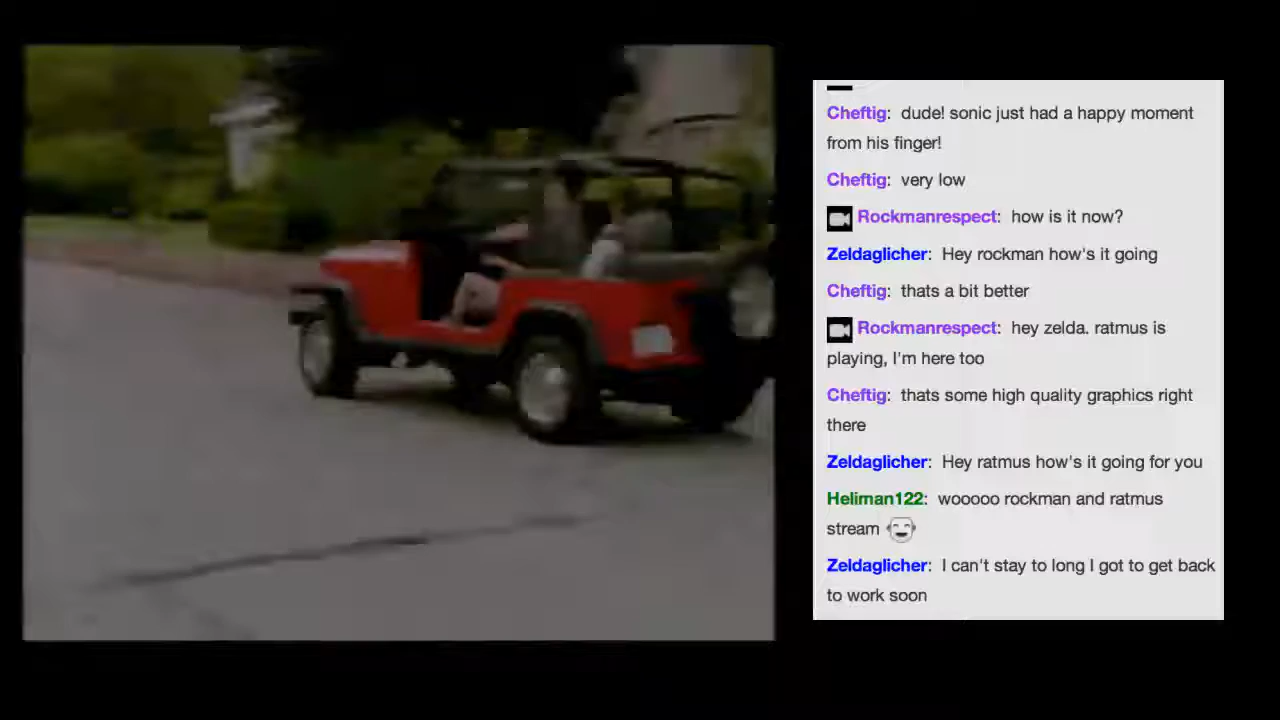 Cheftig: dude! sonic just had a happy moment
from his finger!
Cheftig: very low
Rockmanrespect: how is it now?
Zeldaglicher: Hey rockman how's it going
Cheftig: thats a bit better
Rockmanrespect: hey zelda. ratmus is
playing, I'm here too
Cheftig: thats some high quality graphics right
there
Zeldaglicher: Hey ratmus how's it going for you
Heliman122: wooooo rockman and ratmus
stream
Zeldaglicher: I can't stay to long I got to get back
to work soon